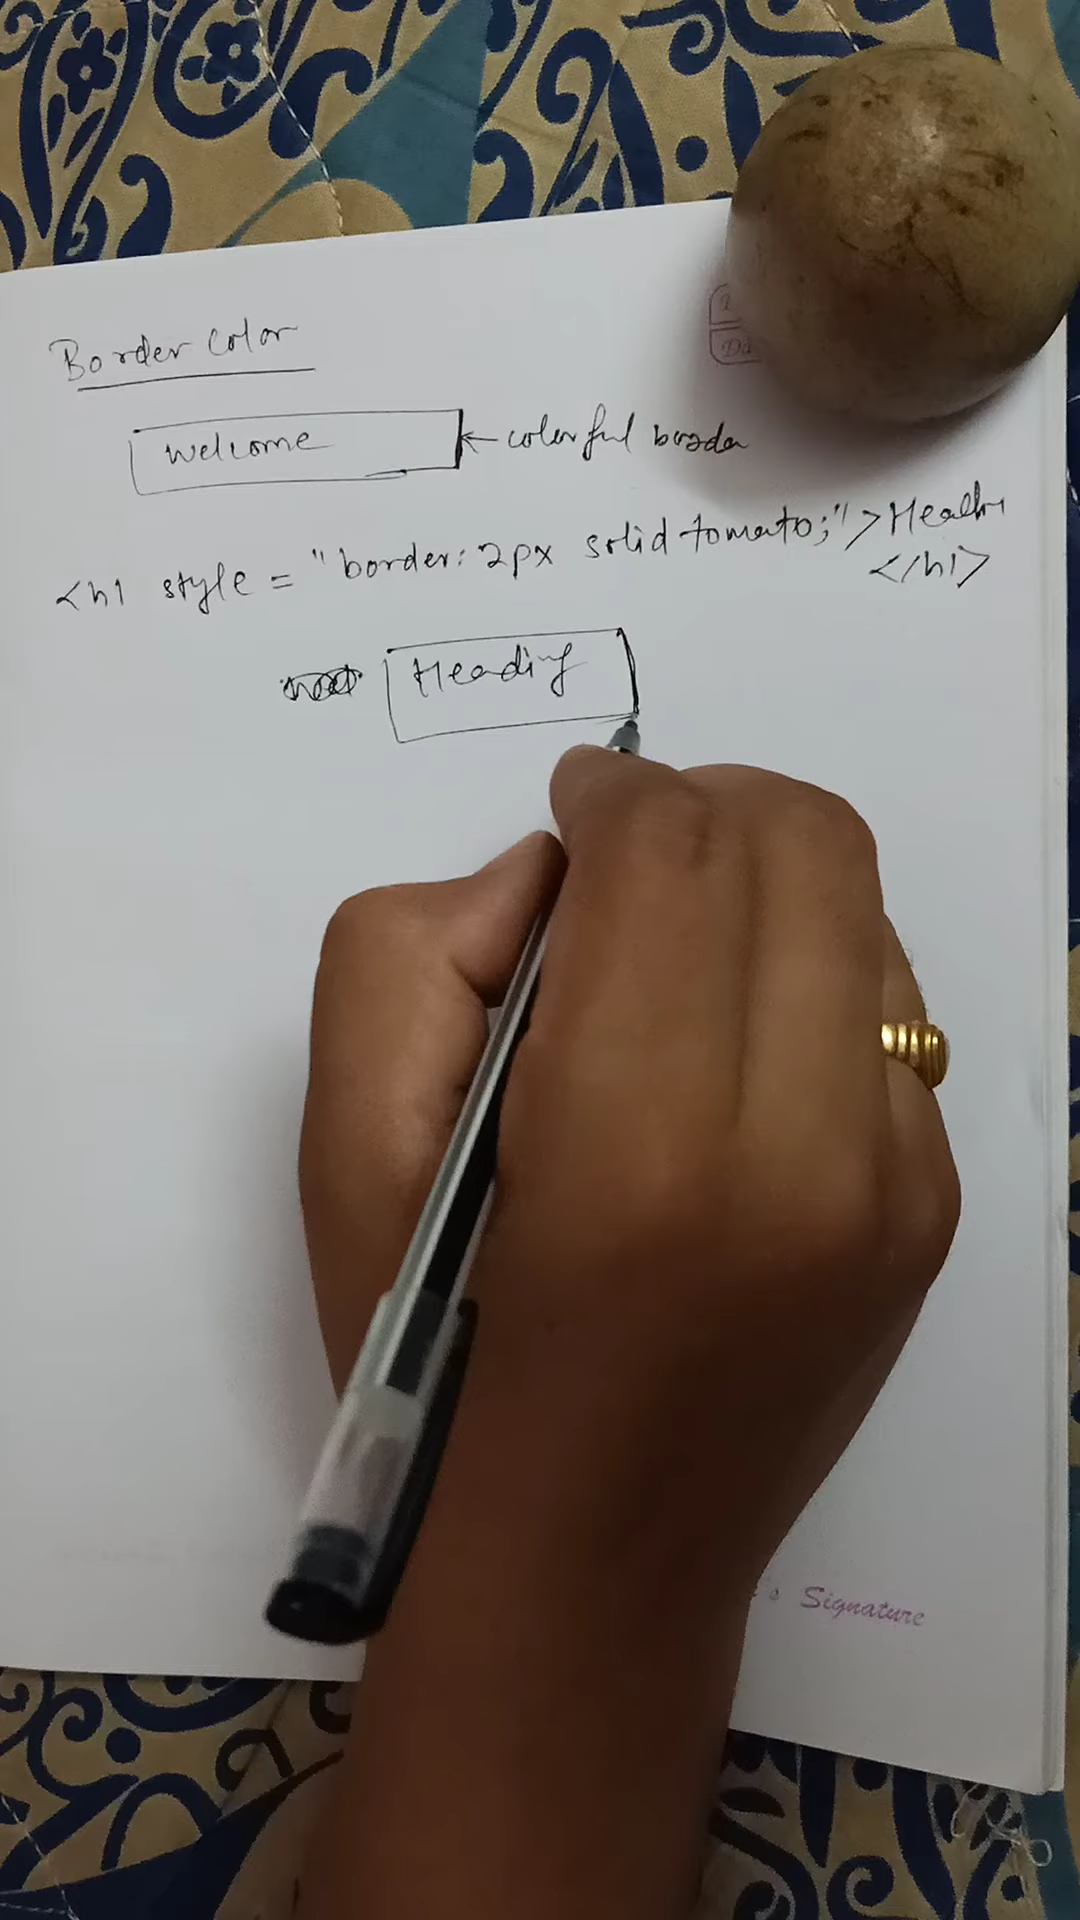 Border color
Welcome ← colorful border
<h1 style = "border: 2px solid tomato;">Heading
</h1>
Heading
's Signature